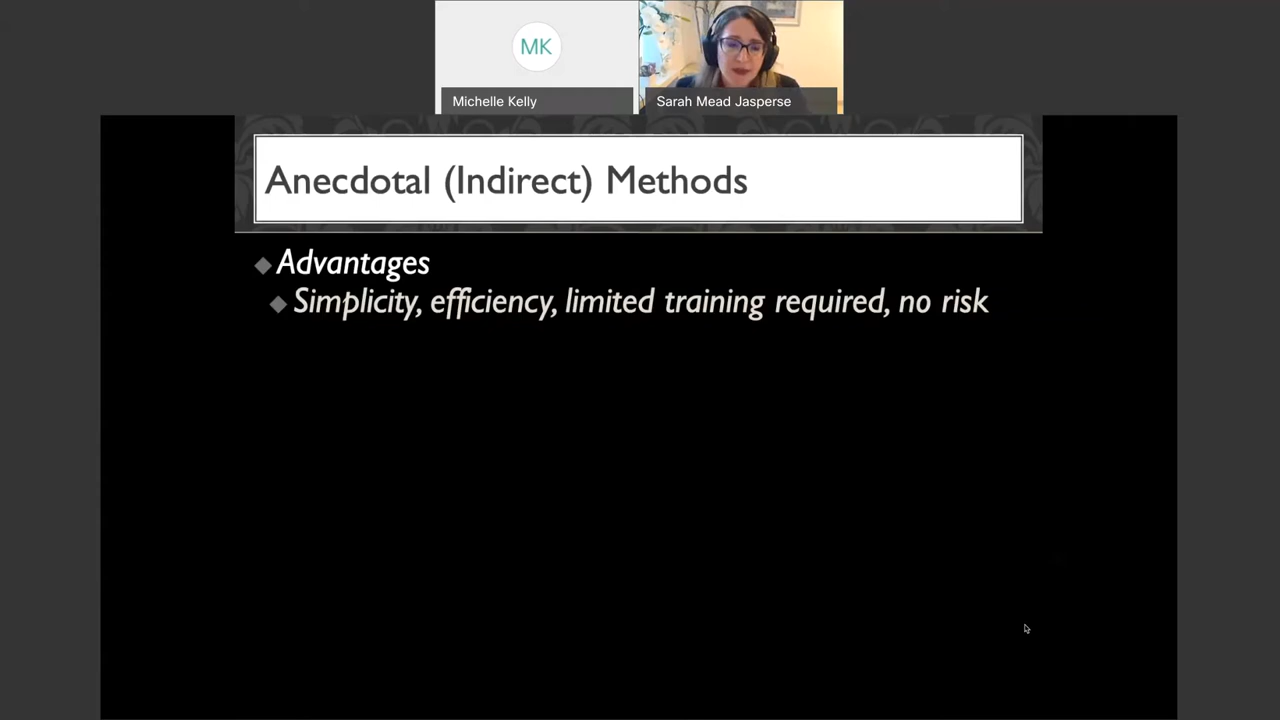 MK
Michelle Kelly
Sarah Mead Jasperse
Anecdotal (Indirect) Methods
Advantages
Simplicity, efficiency, limited training required, no risk